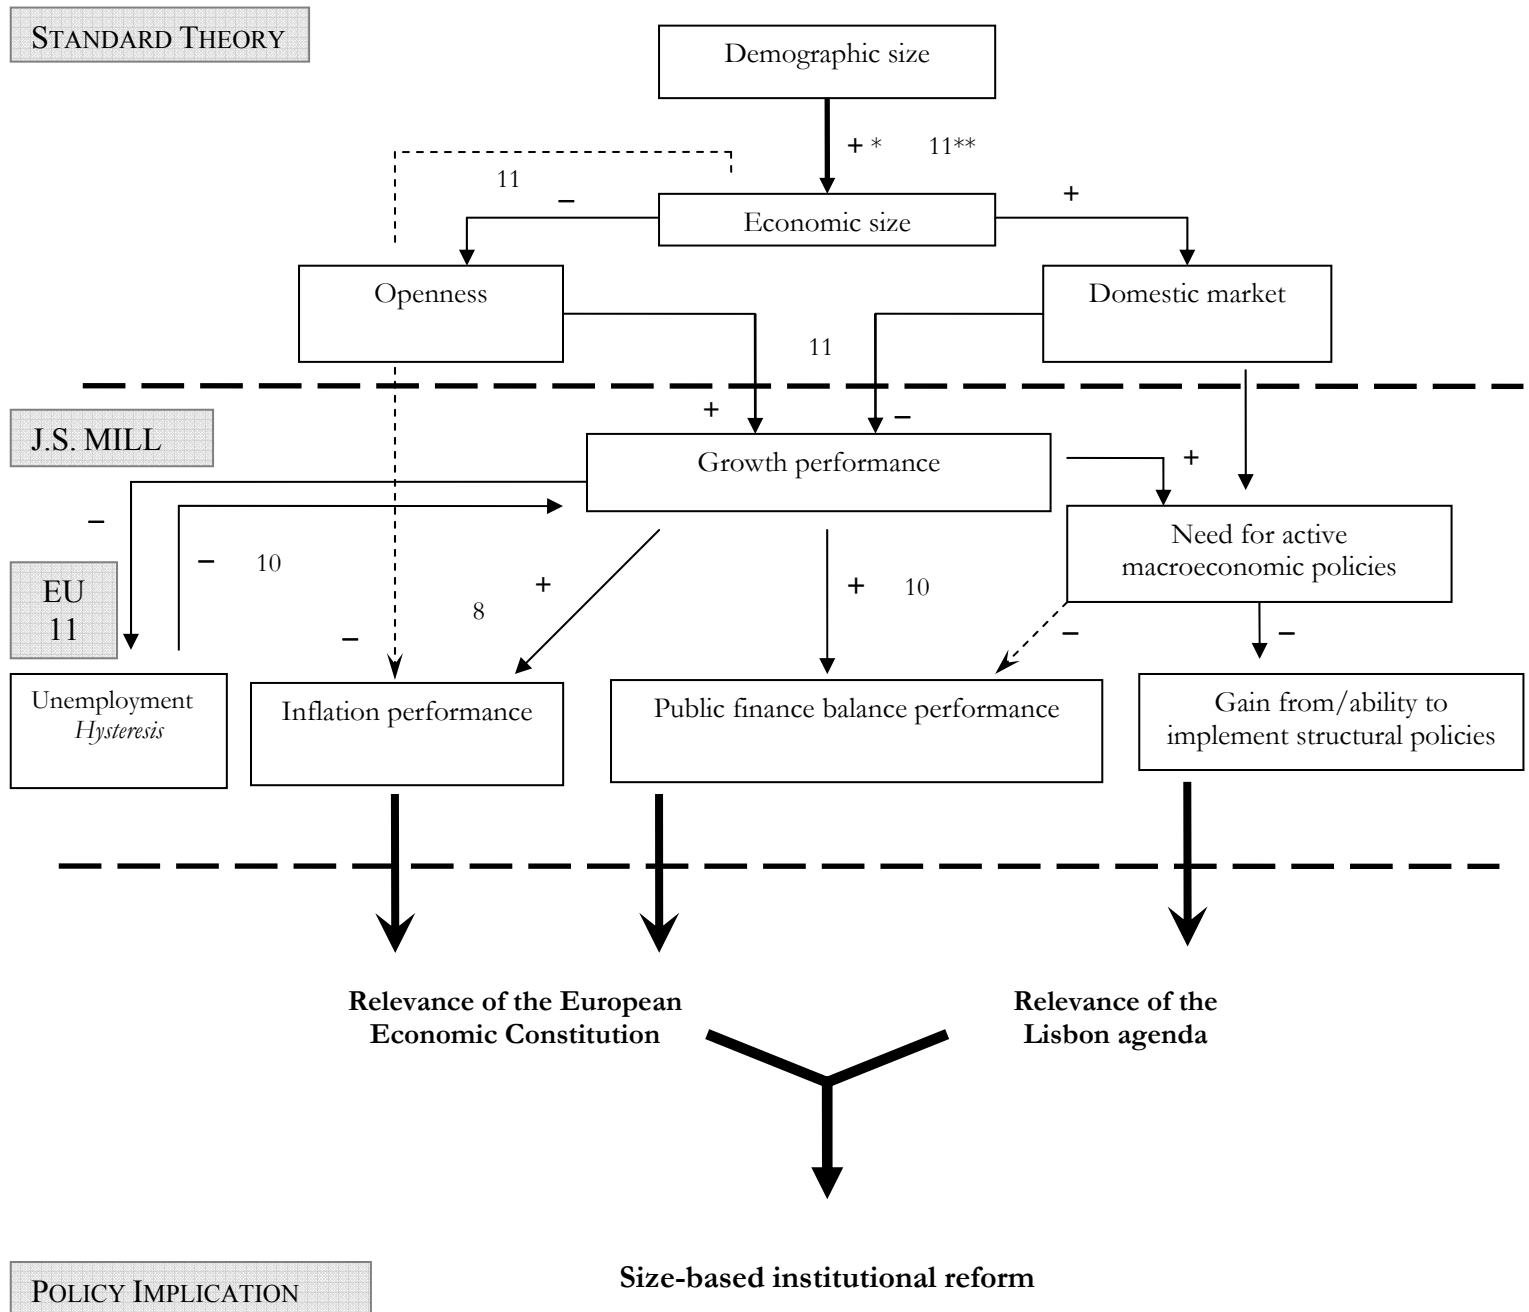 STANDARD THEORY
Demographic size
+ * 11**
11
–
+
Economic size
Openness
Domestic market
11
+
–
J.S. MILL
Growth performance
+
–
– 10
+
8
+ 10
Need for active
macroeconomic policies
EU
11
–
–
–
Unemployment
Hysteresis
Inflation performance
Public finance balance performance
Gain from/ability to
implement structural policies
Relevance of the European
Economic Constitution
Relevance of the
Lisbon agenda
Size-based institutional reform
POLICY IMPLICATION